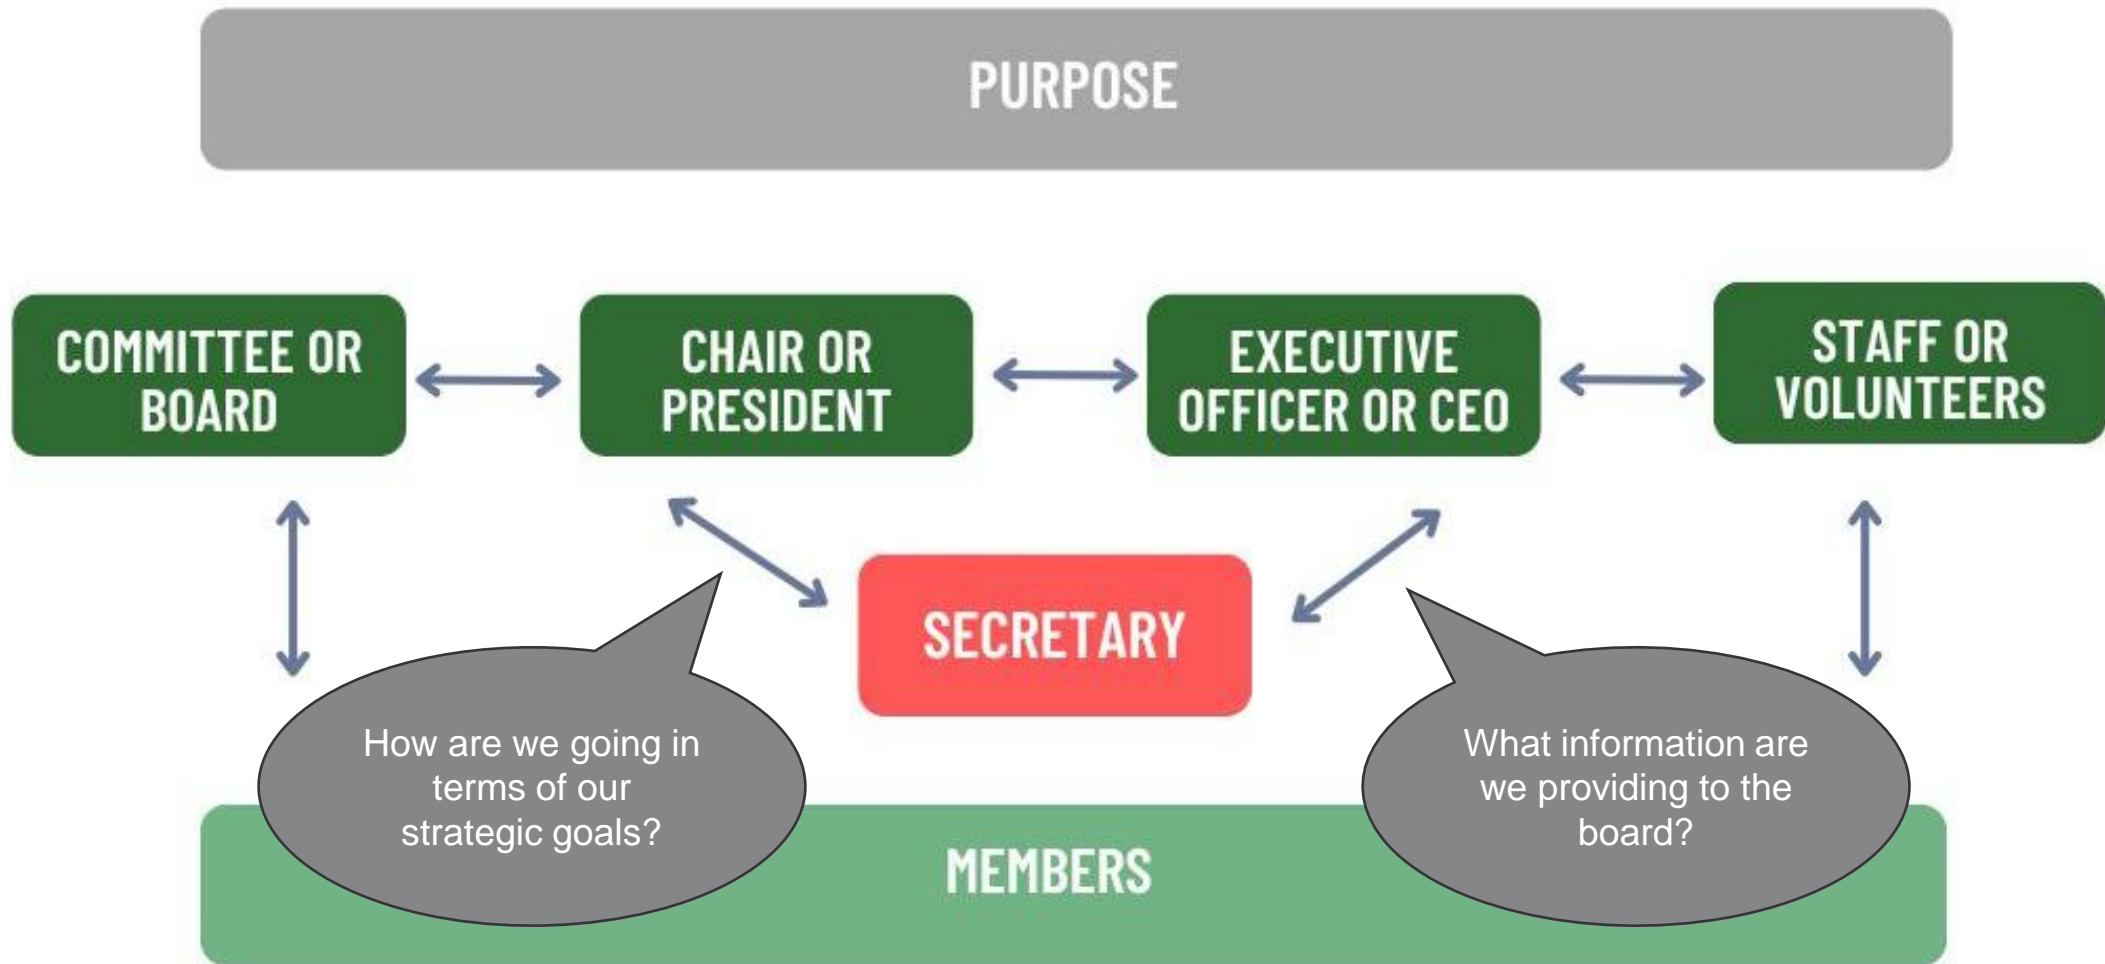 PURPOSE
COMMITTEE OR
BOARD
CHAIR OR
PRESIDENT
EXECUTIVE
OFFICER OR CEO
STAFF OR
VOLUNTEERS
SECRETARY
How are we going in
terms of our
strategic goals?
What information are
we providing to the
board?
MEMBERS